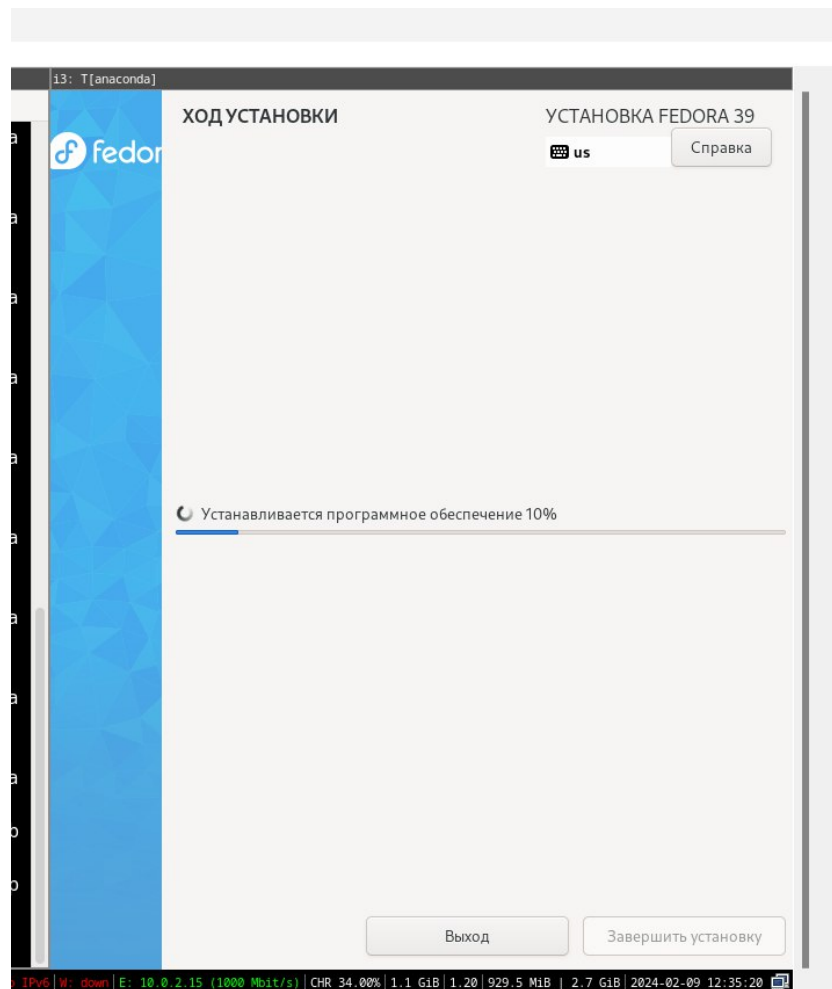 i3: T[anaconda]
ХОД УСТАНОВКИ
УСТАНОВКА FEDORA 39
fedor
us
Справка
а
а
а
а
а
а
а
а
а
Устанавливается программное обеспечение 10%
Выход
Завершить установку
IPv6|W: down|E: 10.0.2.15 (1000 Mbit/s)|CHR 34.00%|1.1 GiB|1.20|929.5 MiB | 2.7 GiB|2024-02-09 12:35:20